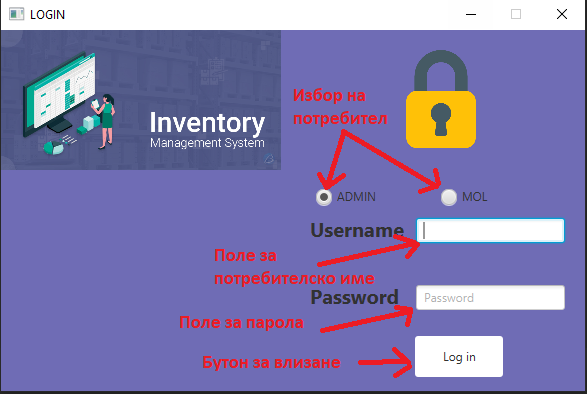 LOGIN
Inventory
Management System
Избор на
потребител
ADMIN
MOL
Username
Поле за
потребителско име
Password
Password
Поле за парола
Бутон за влизане
Log in